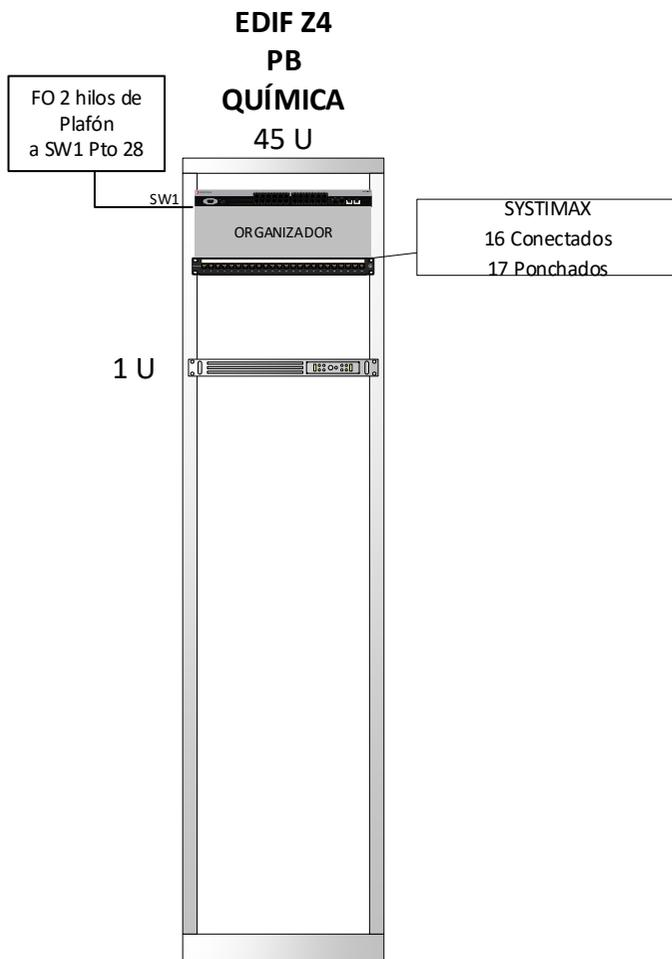 EDIF Z4
PB
QUÍMICA
45 U
FO 2 hilos de
Plafón
a SW1 Pto 28
SW1
ORGANIZADOR
SYSTIMAX
16 Conectados
17 Ponchados
1 U